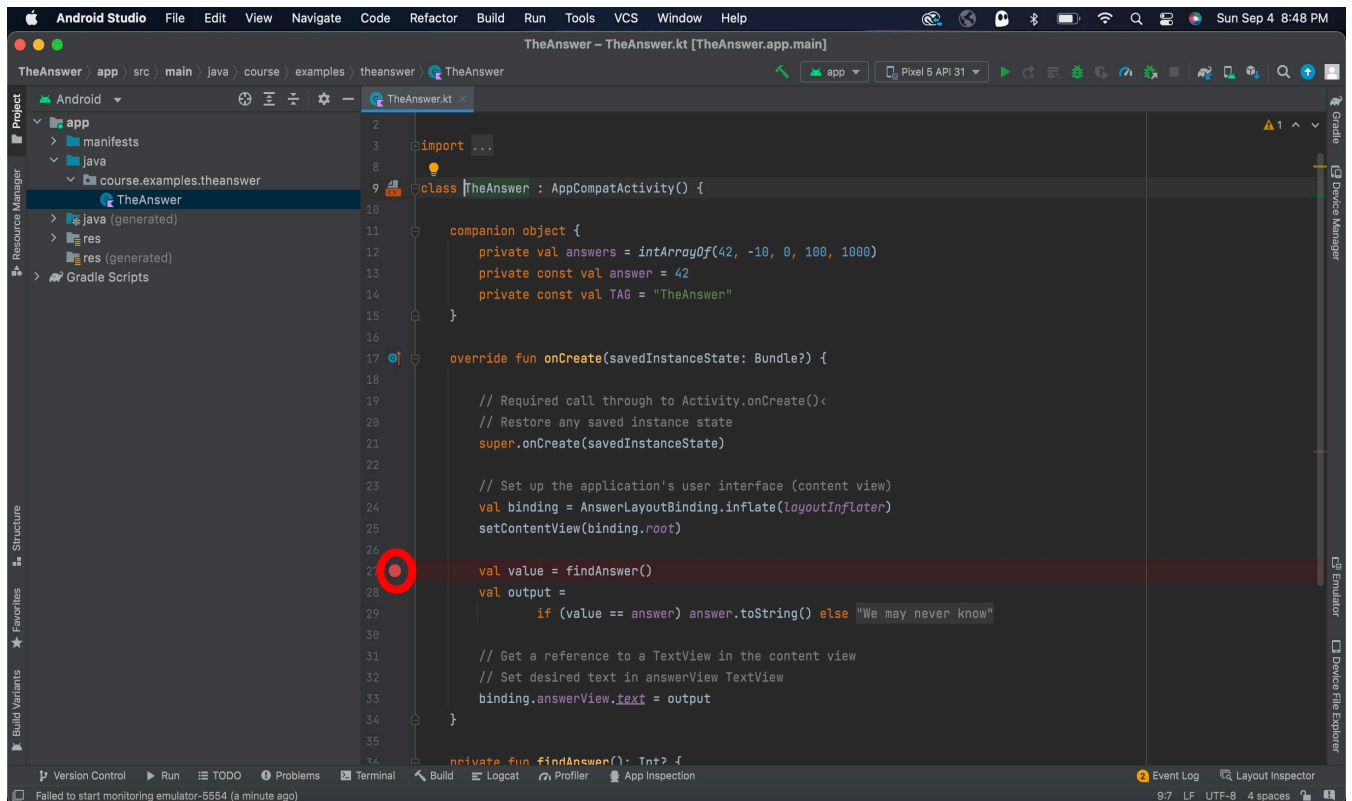 Android Studio File Edit View Navigate Code Refactor Build Run Tools VCS Window Help Sun Sep 4 8:48 PM
TheAnswer – TheAnswer.kt [TheAnswer.app.main]
TheAnswer app src main java course examples theanswer TheAnswer app Pixel 5 API 31
Project
Resource Manager
Structure
Favorites
Build Variants
Android
app
manifests
java
course.examples.theanswer
TheAnswer
java (generated)
res
res (generated)
Gradle Scripts
TheAnswer.kt
1
2
3 import ...
8
9 class TheAnswer : AppCompatActivity() {
10
11 companion object {
12 private val answers = intArrayOf(42, -10, 0, 100, 1000)
13 private const val answer = 42
14 private const val TAG = "TheAnswer"
15 }
16
17 override fun onCreate(savedInstanceState: Bundle?) {
18
19 // Required call through to Activity.onCreate()<
20 // Restore any saved instance state
21 super.onCreate(savedInstanceState)
22
23 // Set up the application's user interface (content view)
24 val binding = AnswerLayoutBinding.inflate(layoutInflater)
25 setContentView(binding.root)
26
27 val value = findAnswer()
28 val output =
29 if (value == answer) answer.toString() else "We may never know"
30
31 // Get a reference to a TextView in the content view
32 // Set desired text in answerView TextView
33 binding.answerView.text = output
34 }
35
36 private fun findAnswer(): Int? {
Gradle
Device Manager
Emulator
Device File Explorer
Version Control Run TODO Problems Terminal Build Logcat Profiler App Inspection 2 Event Log Layout Inspector
Failed to start monitoring emulator-5554 (a minute ago) 9:7 LF UTF-8 4 spaces